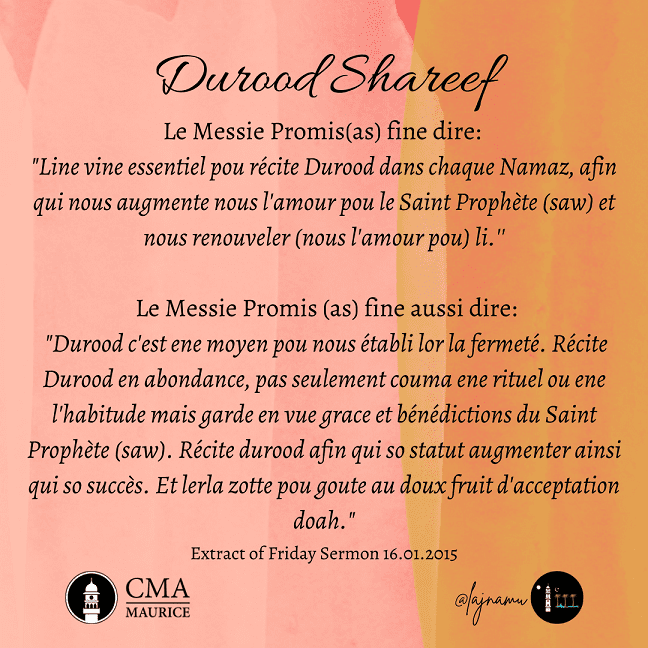 Durood Shareef
Le Messie Promis(as) fine dire:
"Line vine essentiel pou récite Durood dans chaque Namaz, afin
qui nous augmente nous l'amour pou le Saint Prophète (saw) et
nous renouveler (nous l'amour pou) li.''
Le Messie Promis (as) fine aussi dire:
"Durood c'est ene moyen pou nous établi lor la fermeté. Récite
Durood en abondance, pas seulement couma ene rituel ou ene
l'habitude mais garde en vue grace et bénédictions du Saint
Prophète (saw). Récite durood afin qui so statut augmenter ainsi
qui so succès. Et lerla zotte pou goute au doux fruit d'acceptation
doah."
Extract of Friday Sermon 16.01.2015
CMA
MAURICE
@lajnamu